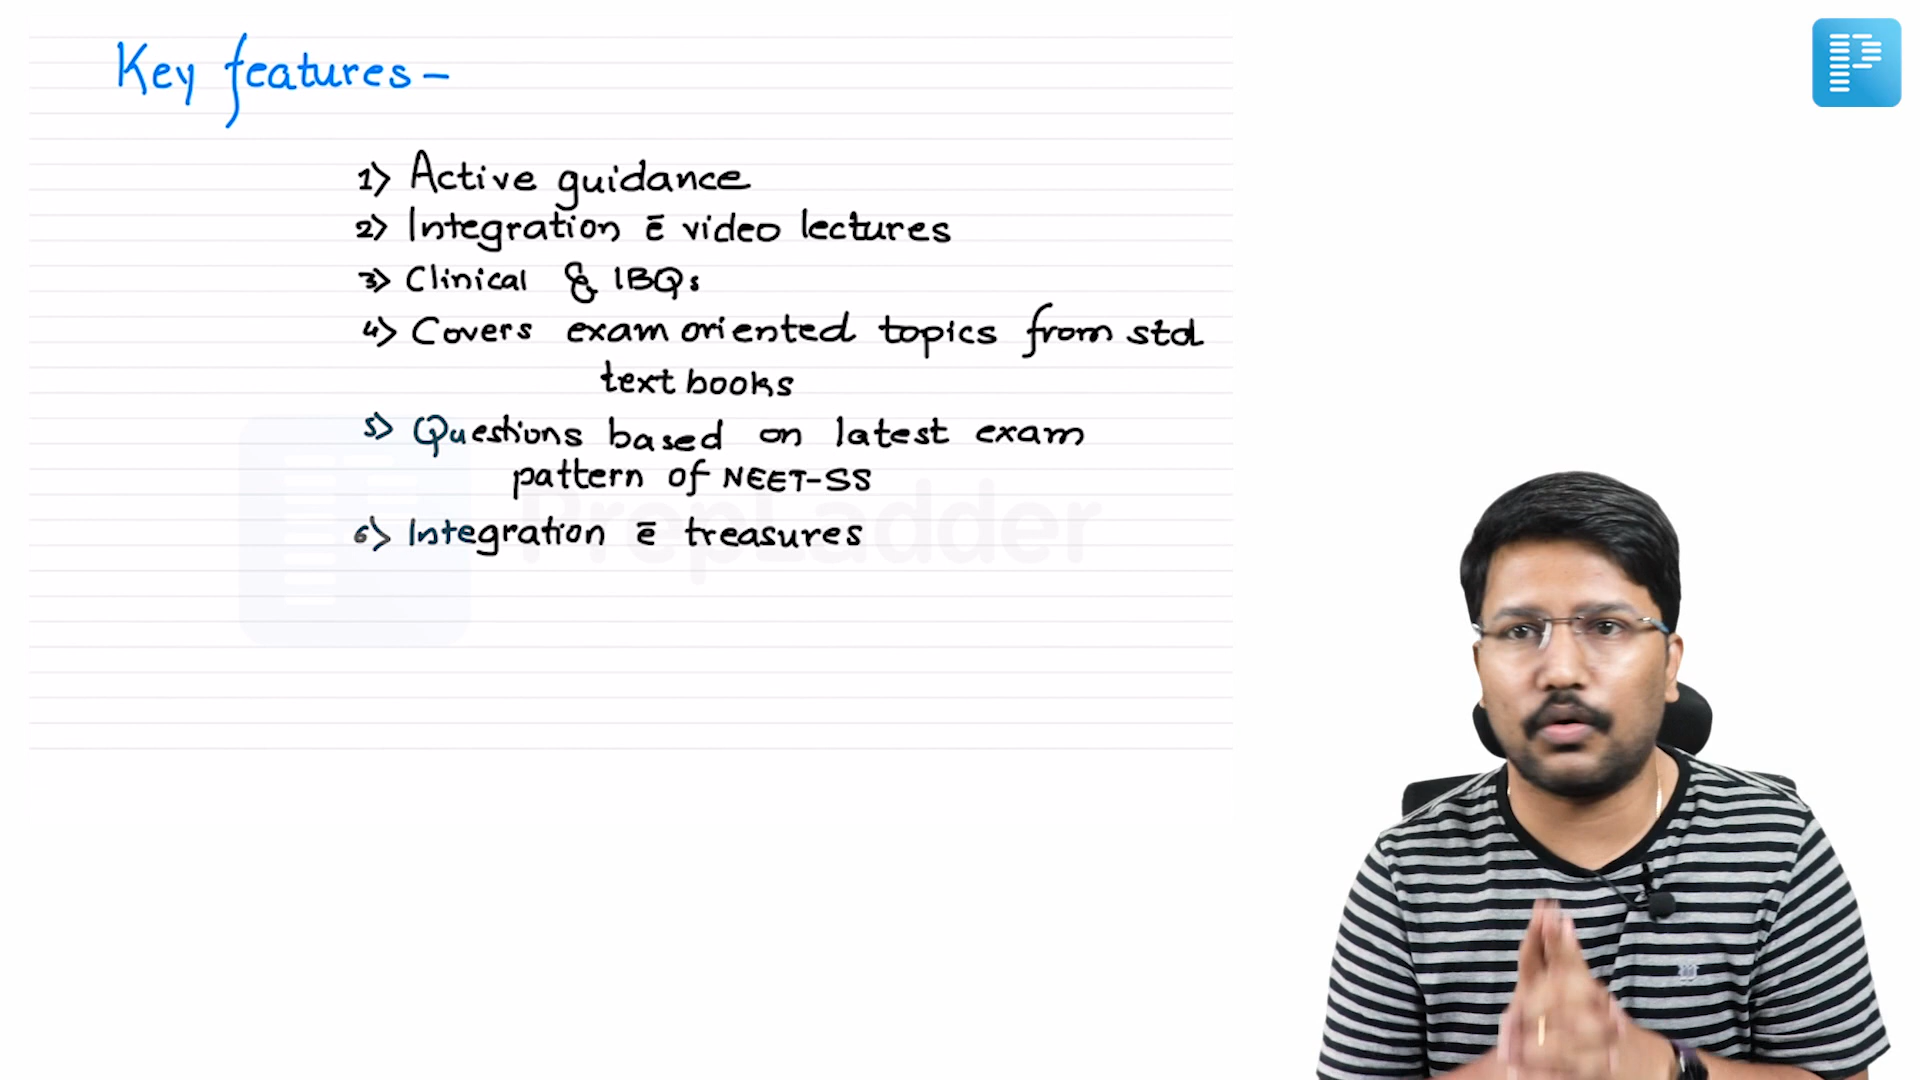 Key features –
1) Active guidance
2) Integration c̄ video lectures
3) Clinical & IBQs
4) Covers exam oriented topics from std
text books
5) Questions based on latest exam
pattern of NEET-SS
6) Integration c̄ treasures
PrepLadder